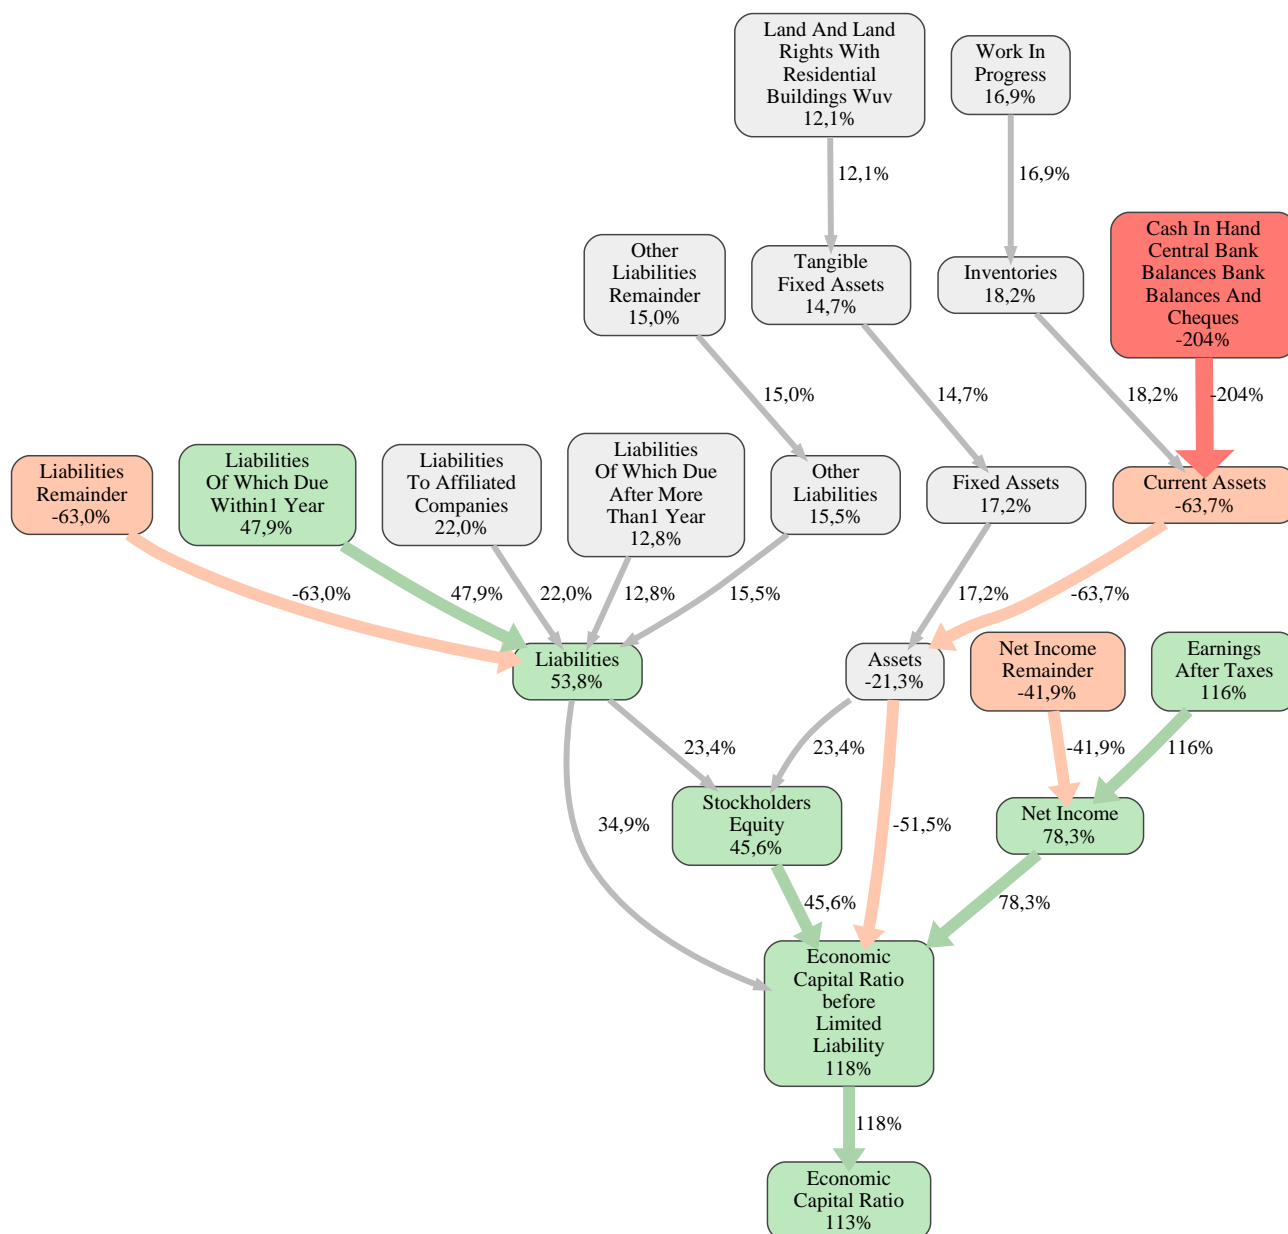 Land And Land
Rights With
Residential
Buildings Wuv
12,1%
Work In
Progress
16,9%
12,1%
16,9%
Other
Liabilities
Remainder
15,0%
Tangible
Fixed Assets
14,7%
Inventories
18,2%
Cash In Hand
Central Bank
Balances Bank
Balances And
Cheques
-204%
15,0%
14,7%
18,2%
-204%
Liabilities
Remainder
-63,0%
Liabilities
Of Which Due
Within1 Year
47,9%
Liabilities
To Affiliated
Companies
22,0%
Liabilities
Of Which Due
After More
Than1 Year
12,8%
Other
Liabilities
15,5%
Fixed Assets
17,2%
Current Assets
-63,7%
-63,0%
47,9%
22,0%
12,8%
15,5%
17,2%
-63,7%
Liabilities
53,8%
Assets
-21,3%
Net Income
Remainder
-41,9%
Earnings
After Taxes
116%
23,4%
23,4%
-41,9%
116%
34,9%
Stockholders
Equity
45,6%
-51,5%
Net Income
78,3%
45,6%
78,3%
Economic
Capital Ratio
before
Limited
Liability
118%
118%
Economic
Capital Ratio
113%